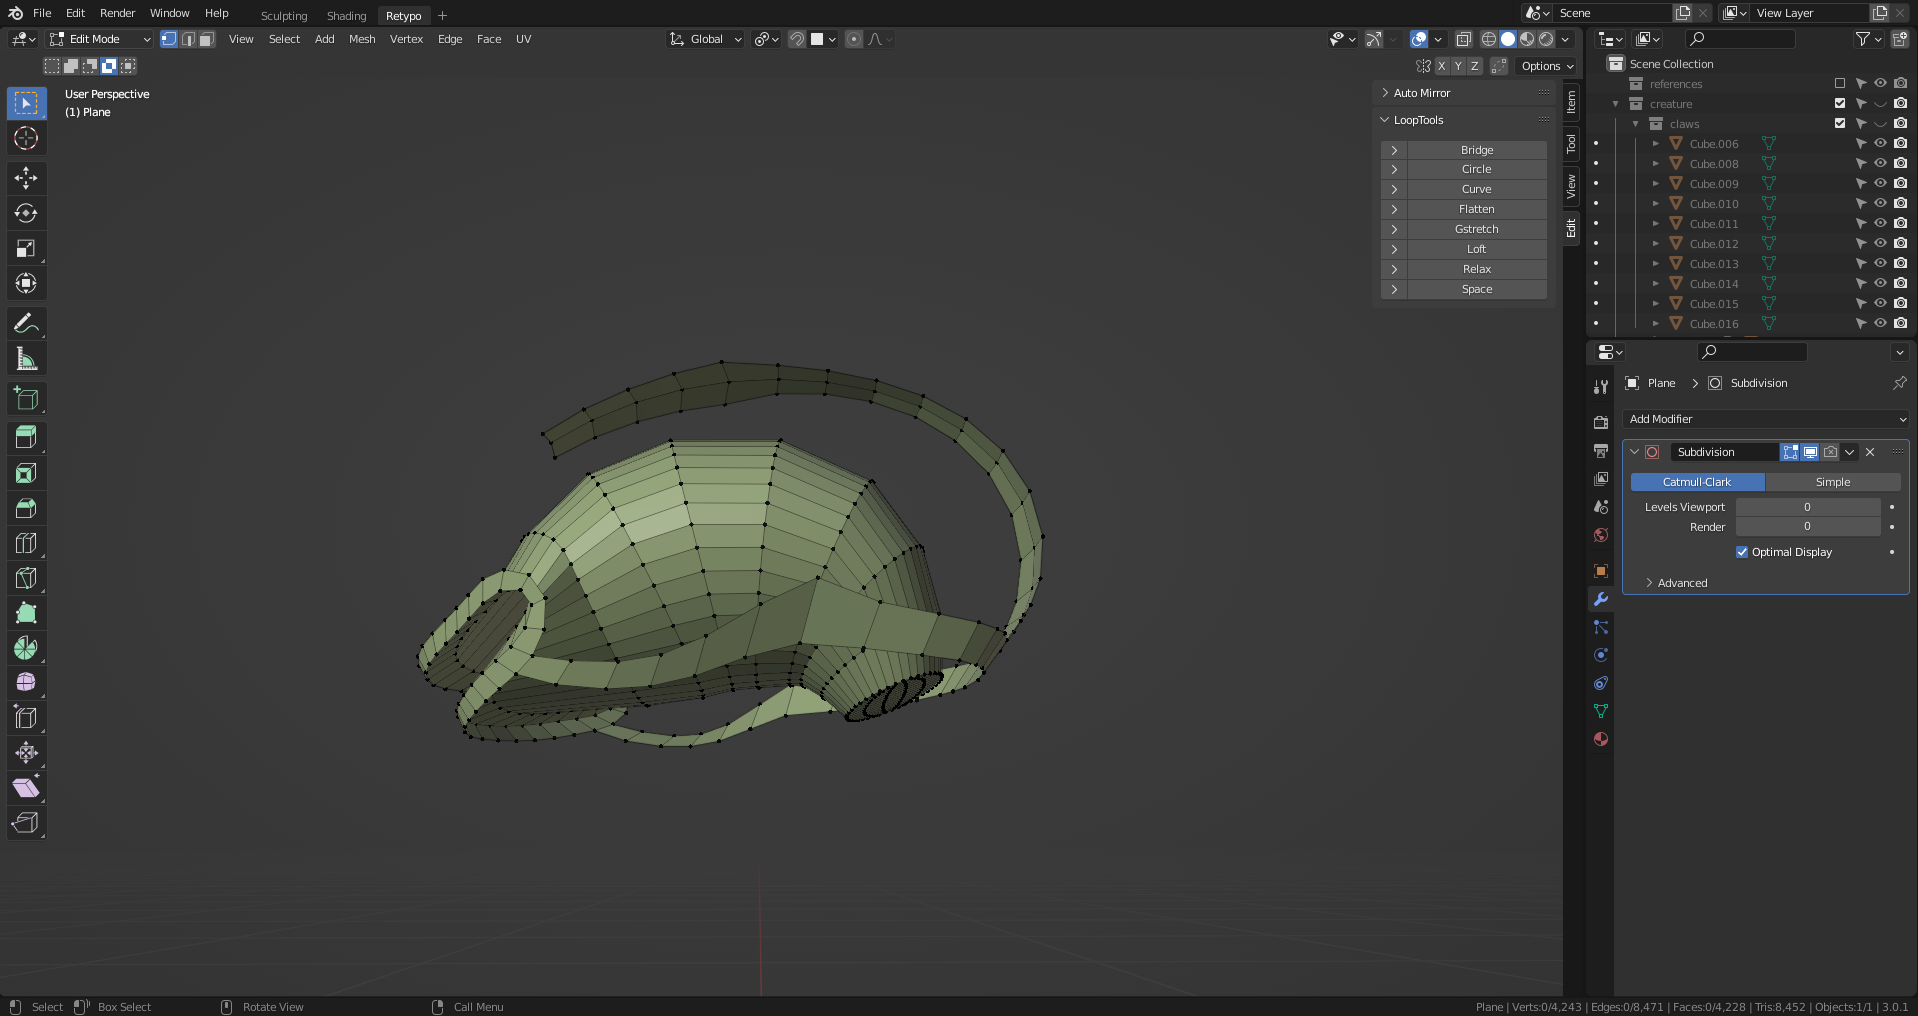 File Edit Render Window Help Sculpting Shading Retypo Scene View Layer
Edit Mode View Select Add Mesh Vertex Edge Face UV Global
X Y Z Options
User Perspective
(1) Plane
Auto Mirror
LoopTools
Bridge
Circle
Curve
Flatten
Gstretch
Loft
Relax
Space
Item
Tool
View
Edit
Scene Collection
references
creature
claws
Cube.006
Cube.008
Cube.009
Cube.010
Cube.011
Cube.012
Cube.013
Cube.014
Cube.015
Cube.016
Plane Subdivision
Add Modifier
Subdivision
Catmull-Clark Simple
Levels Viewport 0
Render 0
Optimal Display
Advanced
Select Box Select Rotate View Call Menu Plane | Verts:0/4,243 | Edges:0/8,471 | Faces:0/4,228 | Tris:8,452 | Objects:1/1 | 3.0.1